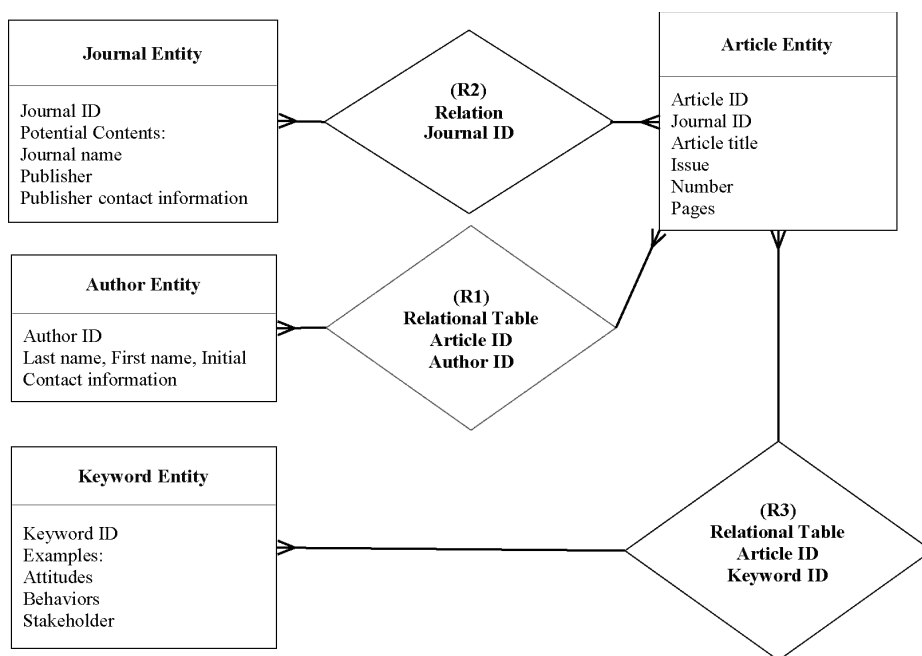 Journal Entity
Journal ID
Potential Contents:
Journal name
Publisher
Publisher contact information
(R2)
Relation
Journal ID
Article Entity
Article ID
Journal ID
Article title
Issue
Number
Pages
Author Entity
Author ID
Last name, First name, Initial
Contact information
(R1)
Relational Table
Article ID
Author ID
Keyword Entity
Keyword ID
Examples:
Attitudes
Behaviors
Stakeholder
(R3)
Relational Table
Article ID
Keyword ID